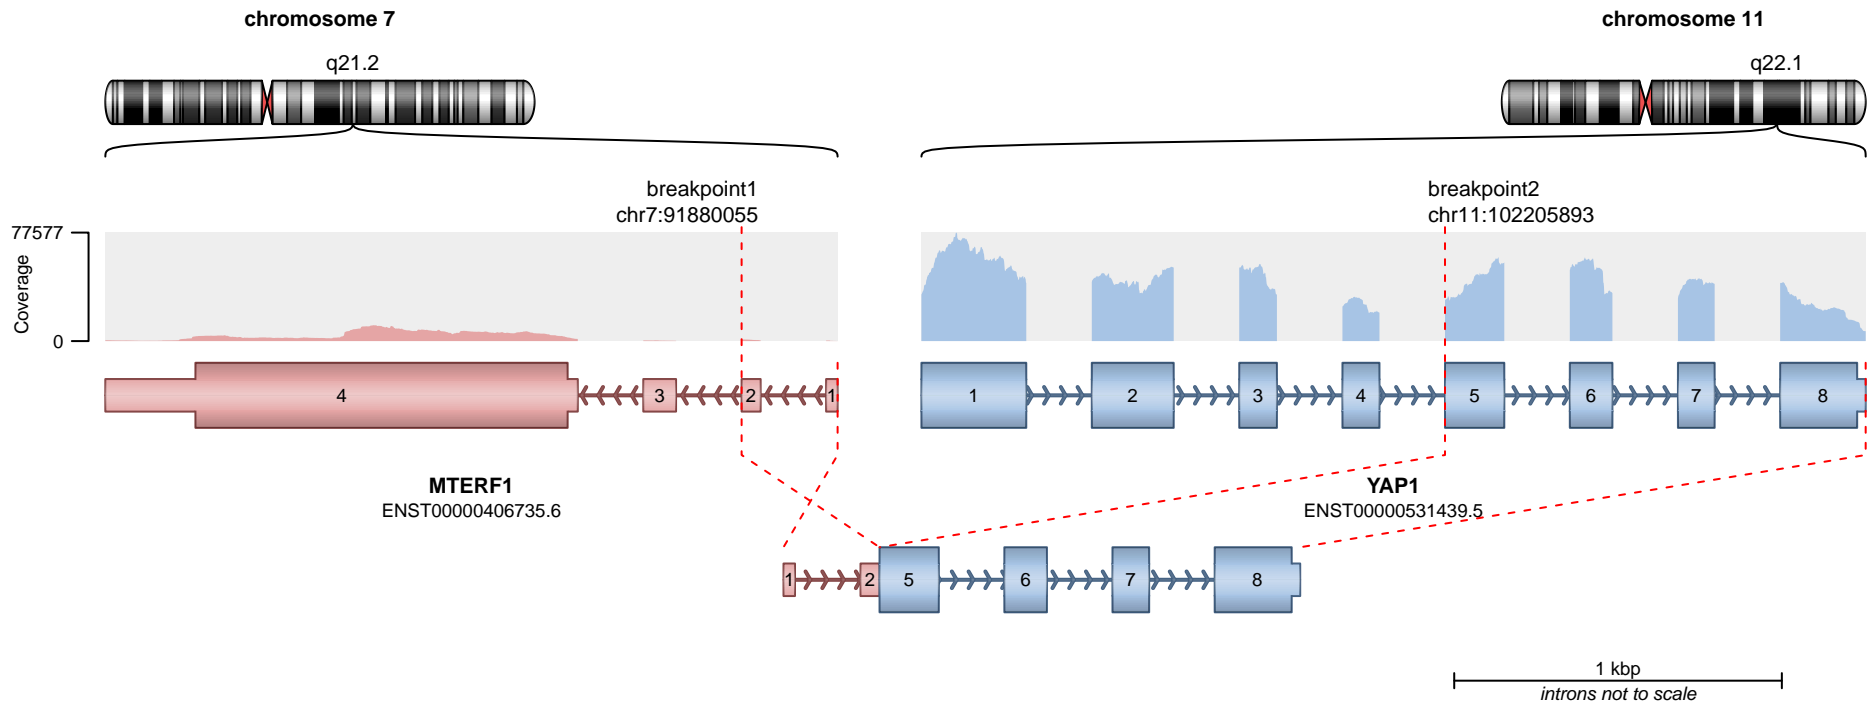 chromosome 7
chromosome 11
q21.2
q22.1
breakpoint1
chr7:91880055
breakpoint2
chr11:102205893
77577
Coverage
0
4
3
2
1
1
2
3
4
5
6
7
8
MTERF1
ENST00000406735.6
YAP1
ENST00000531439.5
1
2
5
6
7
8
1 kbp
introns not to scale